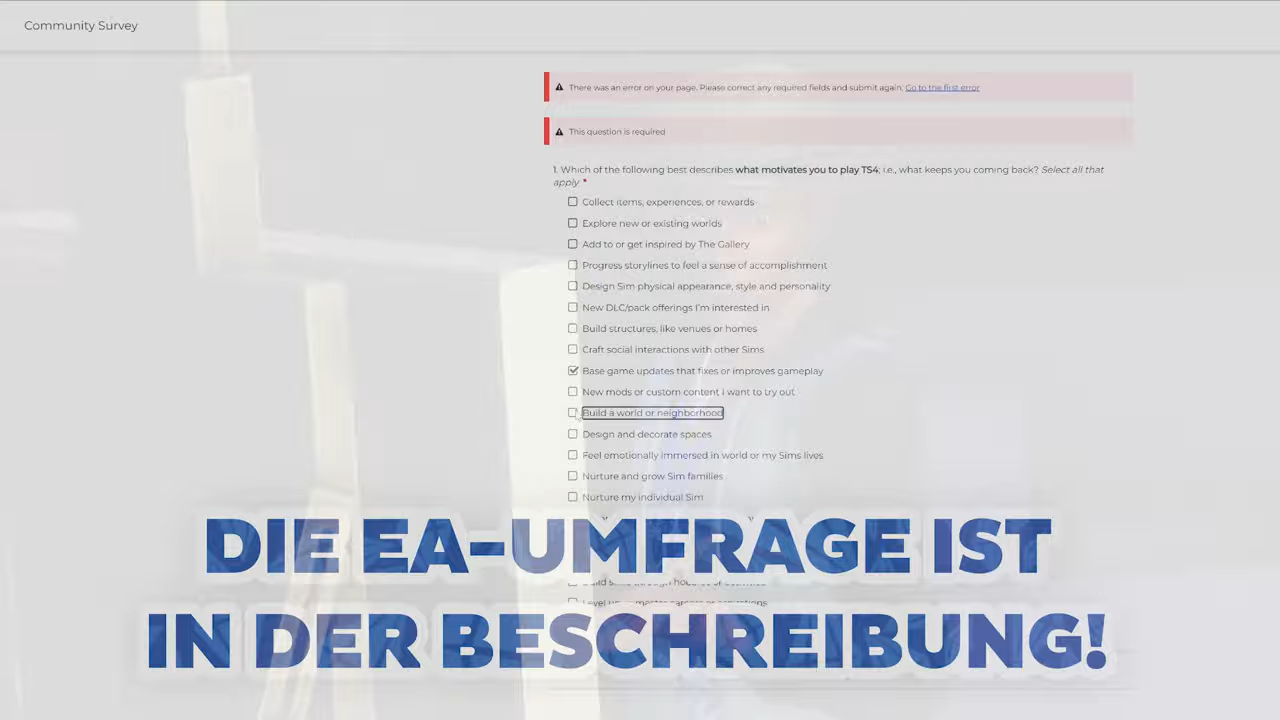 Community Survey
There was an error on your page. Please correct any required fields and submit again. Go to the first error
This question is required
1. Which of the following best describes what motivates you to play TS4; i.e., what keeps you coming back? Select all that
apply *
Collect items, experiences, or rewards
Explore new or existing worlds
Add to or get inspired by The Gallery
Progress storylines to feel a sense of accomplishment
Design Sim physical appearance, style and personality
New DLC/pack offerings I'm interested in
Build structures, like venues or homes
Craft social interactions with other Sims
Base game updates that fixes or improves gameplay
New mods or custom content I want to try out
Build a world or neighborhood
Design and decorate spaces
Feel emotionally immersed in world or my Sims lives
Nurture and grow Sim families
Nurture my individual Sim
DIE EA-UMFRAGE IST
IN DER BESCHREIBUNG!